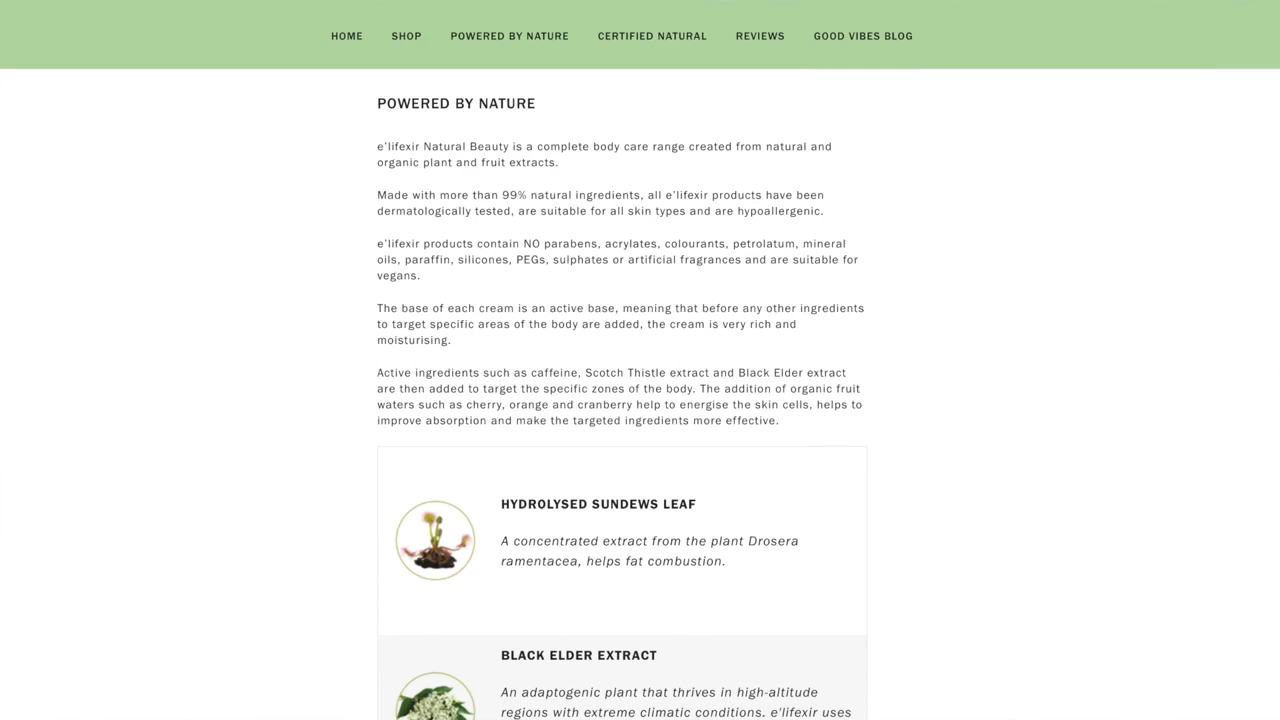 HOME SHOP POWERED BY NATURE CERTIFIED NATURAL REVIEWS GOOD VIBES BLOG
POWERED BY NATURE
e'lifexir Natural Beauty is a complete body care range created from natural and
organic plant and fruit extracts.
Made with more than 99% natural ingredients, all e'lifexir products have been
dermatologically tested, are suitable for all skin types and are hypoallergenic.
e'lifexir products contain NO parabens, acrylates, colourants, petrolatum, mineral
oils, paraffin, silicones, PEGs, sulphates or artificial fragrances and are suitable for
vegans.
The base of each cream is an active base, meaning that before any other ingredients
to target specific areas of the body are added, the cream is very rich and
moisturising.
Active ingredients such as caffeine, Scotch Thistle extract and Black Elder extract
are then added to target the specific zones of the body. The addition of organic fruit
waters such as cherry, orange and cranberry help to energise the skin cells, helps to
improve absorption and make the targeted ingredients more effective.
HYDROLYSED SUNDEWS LEAF
A concentrated extract from the plant Drosera
ramentacea, helps fat combustion.
BLACK ELDER EXTRACT
An adaptogenic plant that thrives in high-altitude
regions with extreme climatic conditions. e'lifexir uses